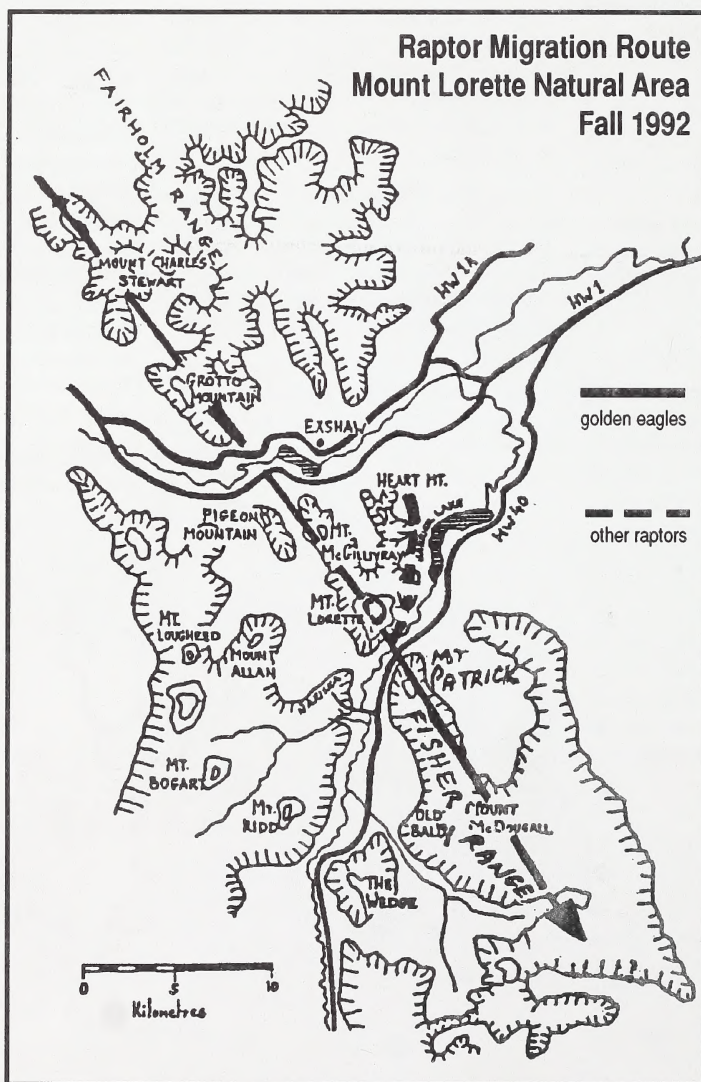 Raptor Migration Route
Mount Lorette Natural Area
Fall 1992
FAIRHOLM RANGE
MOUNT CHARLES
STEWART
HW 1A
HW 1
GROTTO
MOUNTAIN
golden eagles
EXSHAW
HEART MT.
PIGEON
MOUNTAIN
MT.
McGILLIVRAY
LAKE
HW 40
other raptors
MT.
LORETTE
MT.
LOUGHEED
MOUNT
ALLAN
MT
PATRICK
FISHER
RANGE
MT.
BOGART
MT.
KIDD
OLD
BALDY
MOUNT
McDOUGALL
THE
WEDGE
0 5 10
Kilometres